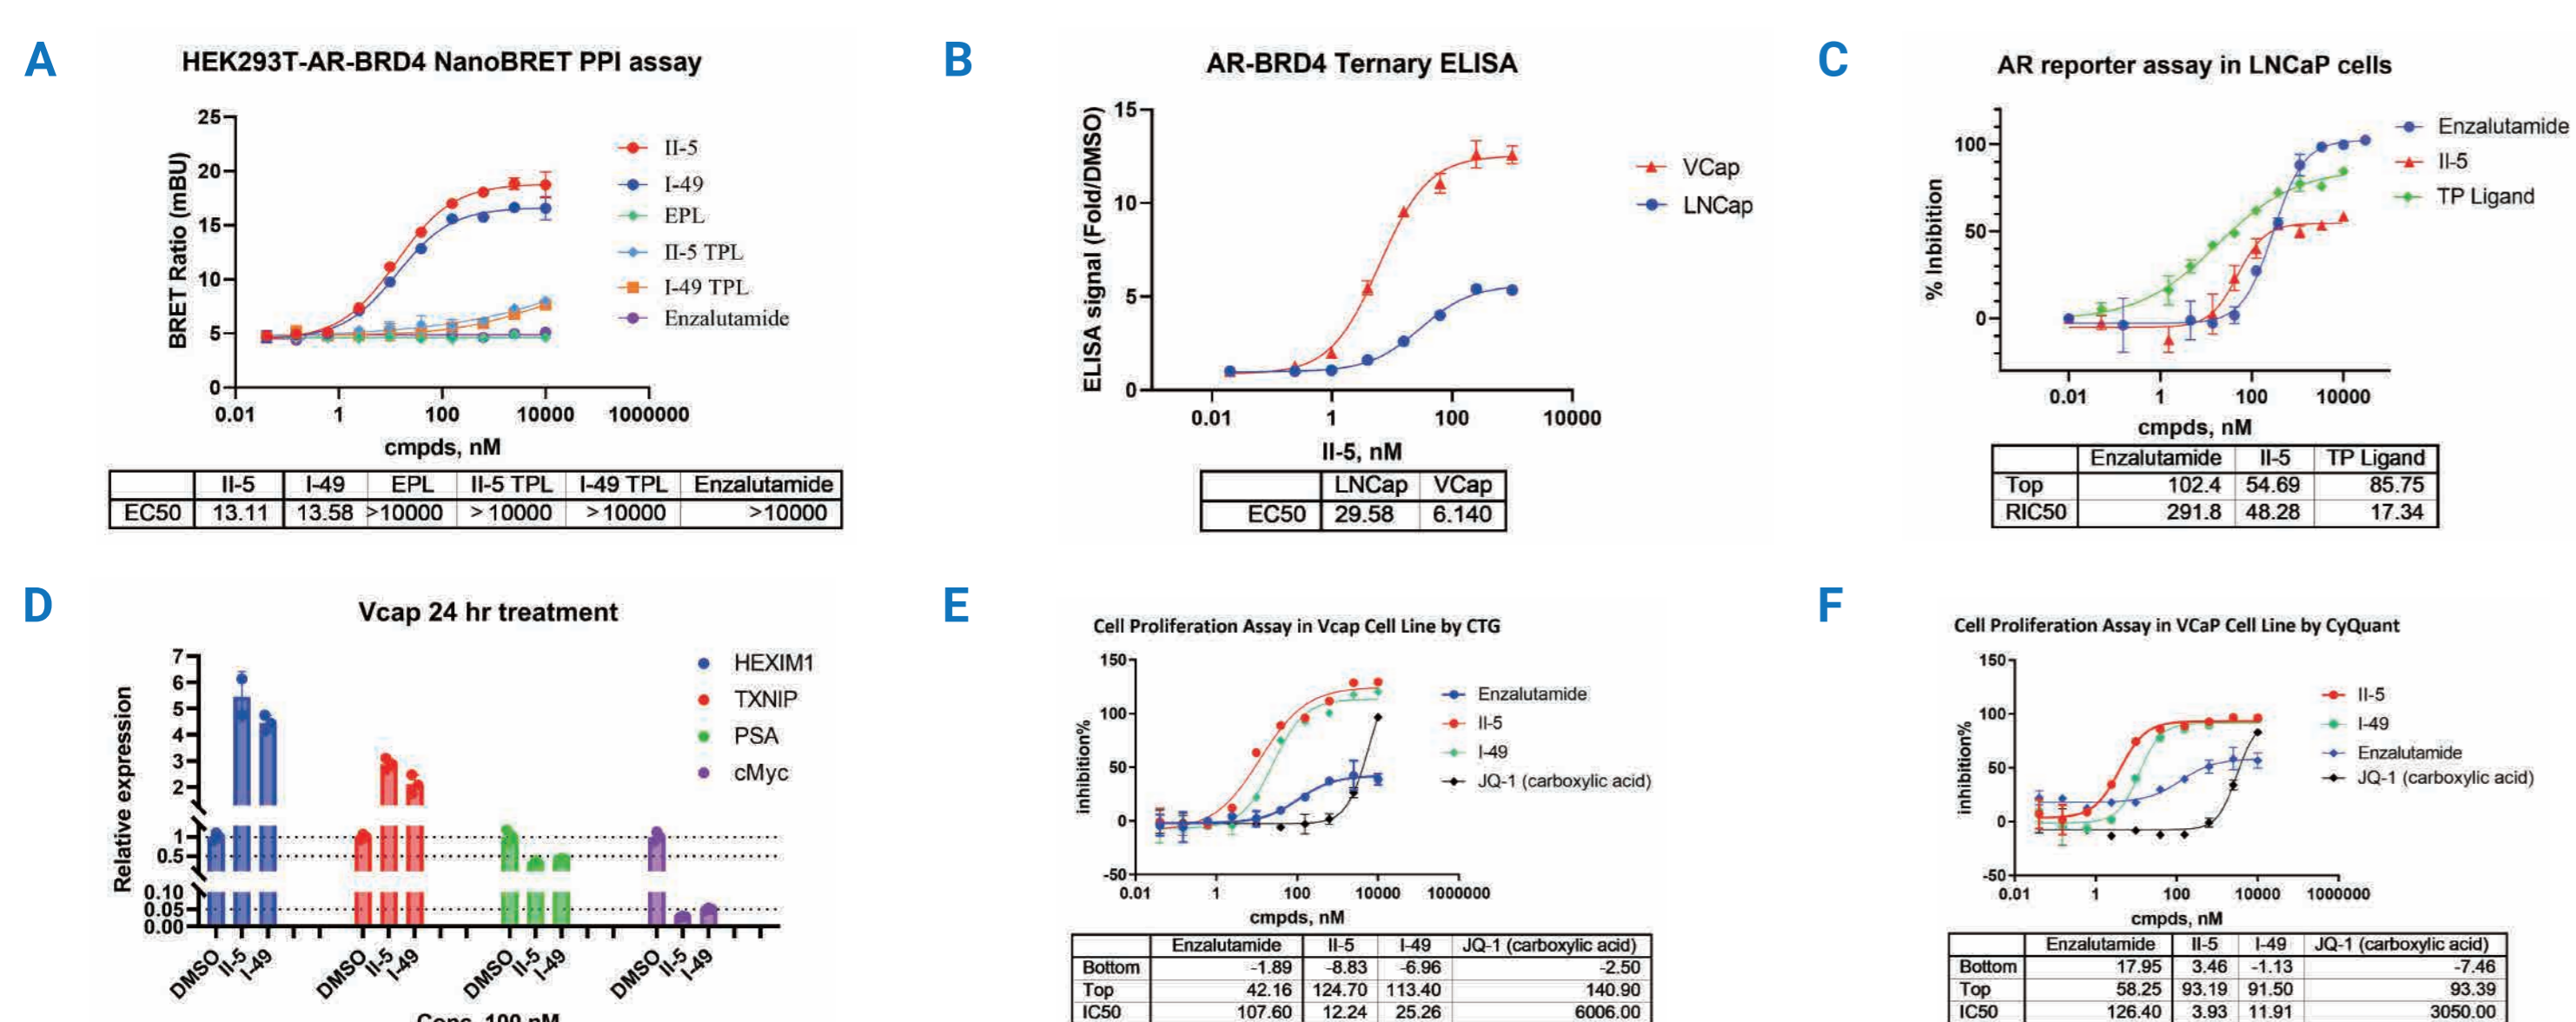 A
HEK293T-AR-BRD4 NanoBRET PPI assay
BRET Ratio (mBU)
25
20
15
10
5
0
0.01 1 100 10000 1000000
cmpds, nM
II-5
I-49
EPL
II-5 TPL
I-49 TPL
Enzalutamide
II-5 I-49 EPL II-5 TPL I-49 TPL Enzalutamide
EC50 13.11 13.58 >10000 >10000 >10000 >10000
B
AR-BRD4 Ternary ELISA
ELISA signal (Fold/DMSO)
15
10
5
0
0.01 1 100 10000
II-5, nM
VCap
LNCap
LNCap VCap
EC50 29.58 6.140
C
AR reporter assay in LNCaP cells
% Inbibition
100
50
0
0.01 1 100 10000
cmpds, nM
Enzalutamide
II-5
TP Ligand
Enzalutamide II-5 TP Ligand
Top 102.4 54.69 85.75
RIC50 291.8 48.28 17.34
D
Vcap 24 hr treatment
Relative expression
7
6
5
4
3
2
1
0.5
0.10
0.05
0.00
DMSO II-5 I-49 DMSO II-5 I-49 DMSO II-5 I-49 DMSO II-5 I-49
Conc. 100 nM
HEXIM1
TXNIP
PSA
cMyc
E
Cell Proliferation Assay in Vcap Cell Line by CTG
inhibition%
150
100
50
0
-50
0.01 1 100 10000 1000000
cmpds, nM
Enzalutamide
II-5
I-49
JQ-1 (carboxylic acid)
Enzalutamide II-5 I-49 JQ-1 (carboxylic acid)
Bottom -1.89 -8.83 -6.96 -2.50
Top 42.16 124.70 113.40 140.90
IC50 107.60 12.24 25.26 6006.00
F
Cell Proliferation Assay in VCaP Cell Line by CyQuant
inhibition%
150
100
50
0
-50
0.01 1 100 10000 1000000
cmpds, nM
II-5
I-49
Enzalutamide
JQ-1 (carboxylic acid)
Enzalutamide II-5 I-49 JQ-1 (carboxylic acid)
Bottom 17.95 3.46 -1.13 -7.46
Top 58.25 93.19 91.50 93.39
IC50 126.40 3.93 11.91 3050.00